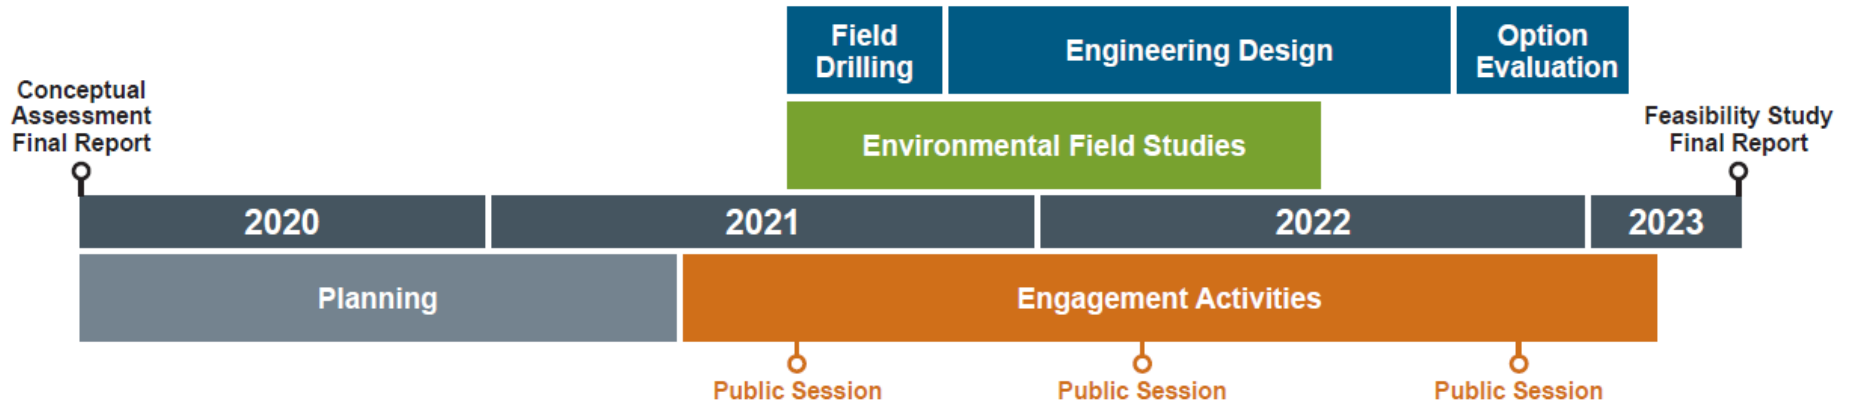 Field
Drilling
Engineering Design
Option
Evaluation
Conceptual
Assessment
Final Report
Environmental Field Studies
Feasibility Study
Final Report
2020
2021
2022
2023
Planning
Engagement Activities
Public Session
Public Session
Public Session